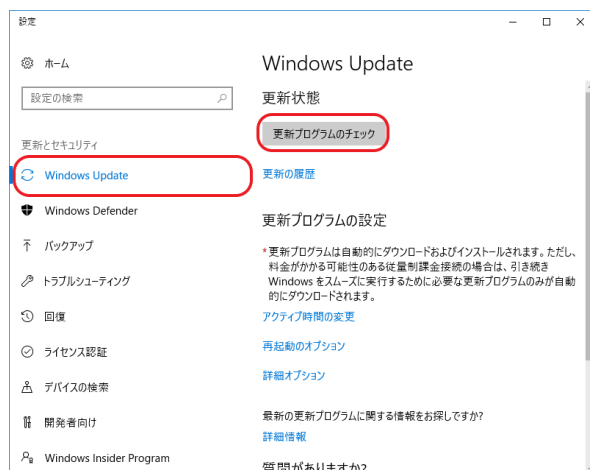 設定
ホーム
設定の検索
更新とセキュリティ
Windows Update
Windows Defender
バックアップ
トラブルシューティング
回復
ライセンス認証
デバイスの検索
開発者向け
Windows Insider Program
Windows Update
更新状態
更新プログラムのチェック
更新の履歴
更新プログラムの設定
*更新プログラムは自動的にダウンロードおよびインストールされます。ただし、
料金がかかる可能性のある従量制課金接続の場合は、引き続き
Windows をスムーズに実行するために必要な更新プログラムのみが自動
的にダウンロードされます。
アクティブ時間の変更
再起動のオプション
詳細オプション
最新の更新プログラムに関する情報をお探しですか?
詳細情報
質問がありますか?